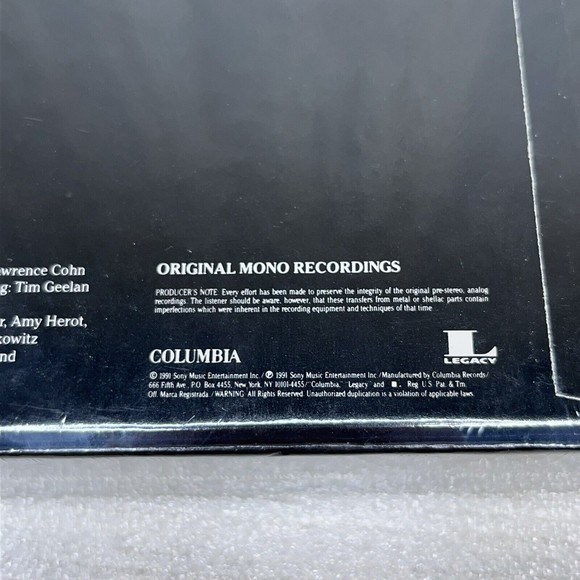 awrence Cohn
g: Tim Geelan
r, Amy Herot,
kowitz
nd
ORIGINAL MONO RECORDINGS
PRODUCER'S NOTE: Every effort has been made to preserve the integrity of the original pre-stereo, analog
recordings. The listener should be aware, however, that these transfers from metal or shellac parts contain
imperfections which were inherent in the recording equipment and techniques of that time
COLUMBIA
L
LEGACY
© 1991 Sony Music Entertainment Inc./ ℗ 1991 Sony Music Entertainment Inc./Manufactured by Columbia Records/
666 Fifth Ave., P.O. Box 4455, New York, NY 10101-4455/"Columbia," "Legacy" and L, Reg. U.S. Pat. & Tm.
Off. Marca Registrada./WARNING: All Rights Reserved. Unauthorized duplication is a violation of applicable laws.